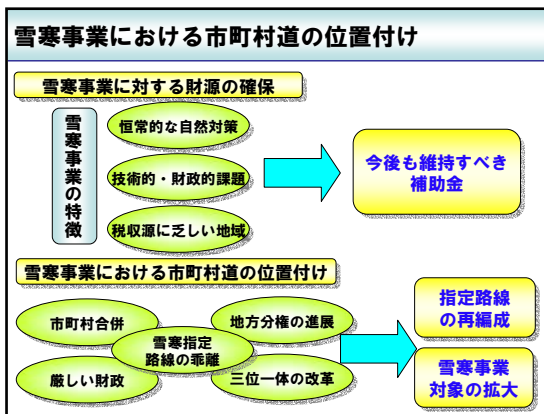 雪寒事業における市町村道の位置付け
雪寒事業に対する財源の確保
雪寒事業の特徴
恒常的な自然対策
技術的・財政的課題
税収源に乏しい地域
今後も維持すべき
補助金
雪寒事業における市町村道の位置付け
市町村合併
地方分権の進展
雪寒指定
路線の乖離
厳しい財政
三位一体の改革
指定路線
の再編成
雪寒事業
対象の拡大